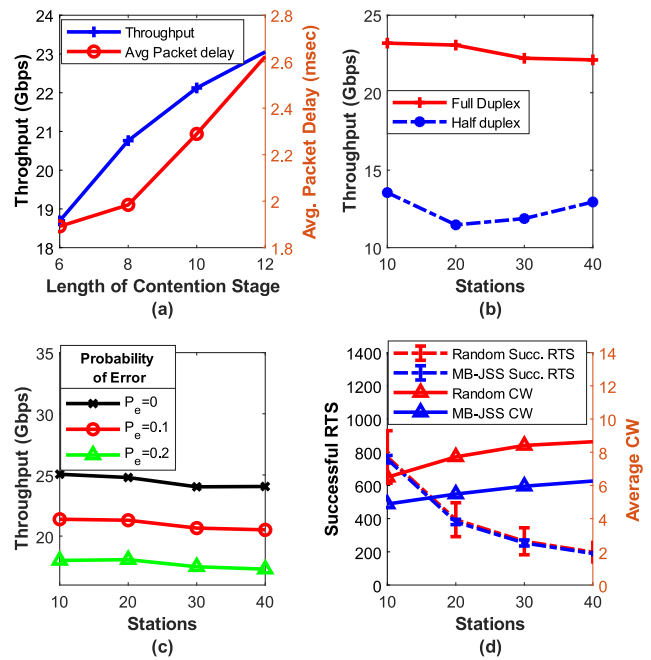 24
23
22
21
20
19
18
Throughput (Gbps)
Throughput
Avg Packet delay
2.8
2.6
2.4
2.2
2
1.8
Avg. Packet Delay (msec)
6
8
10
12
Length of Contention Stage
(a)
25
20
15
10
Throughput (Gbps)
Full Duplex
Half duplex
10
20
30
40
Stations
(b)
35
30
25
20
Throughput (Gbps)
Probability
of Error
P_e=0
P_e=0.1
P_e=0.2
10
20
30
40
Stations
(c)
Random Succ. RTS
MB-JSS Succ. RTS
Random CW
MB-JSS CW
1400
1200
1000
800
600
400
200
0
Successful RTS
14
12
10
8
6
4
2
0
Average CW
10
20
30
40
Stations
(d)